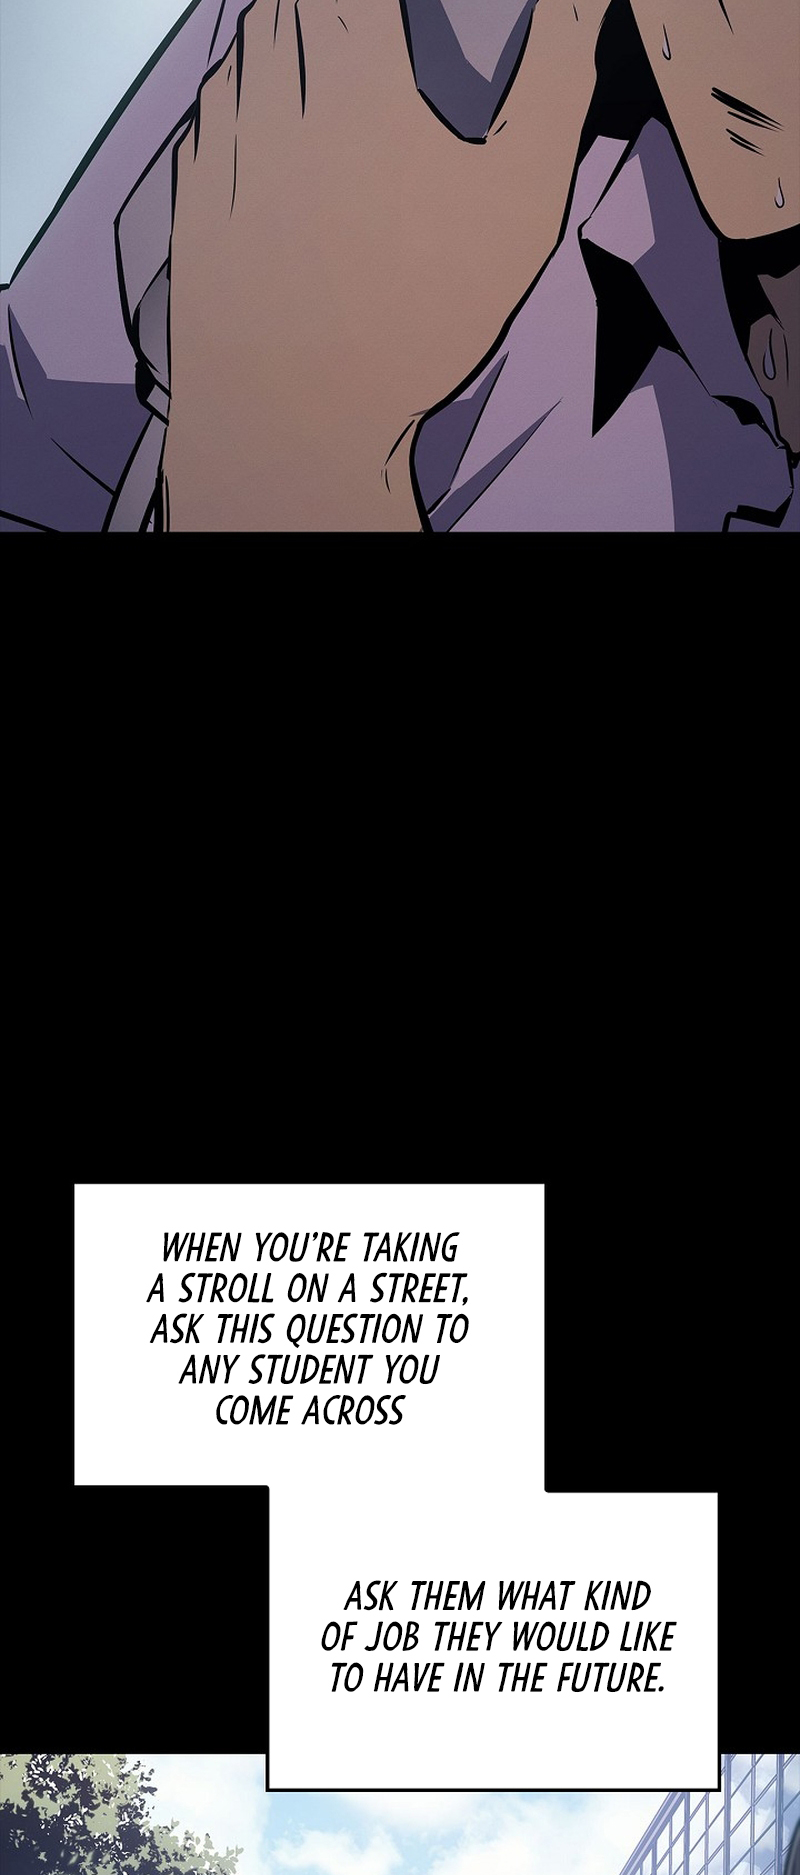 WHEN YOU'RE TAKING
A STROLL ON A STREET,
ASK THIS QUESTION TO
ANY STUDENT YOU
COME ACROSS
ASK THEM WHAT KIND
OF JOB THEY WOULD LIKE
TO HAVE IN THE FUTURE.